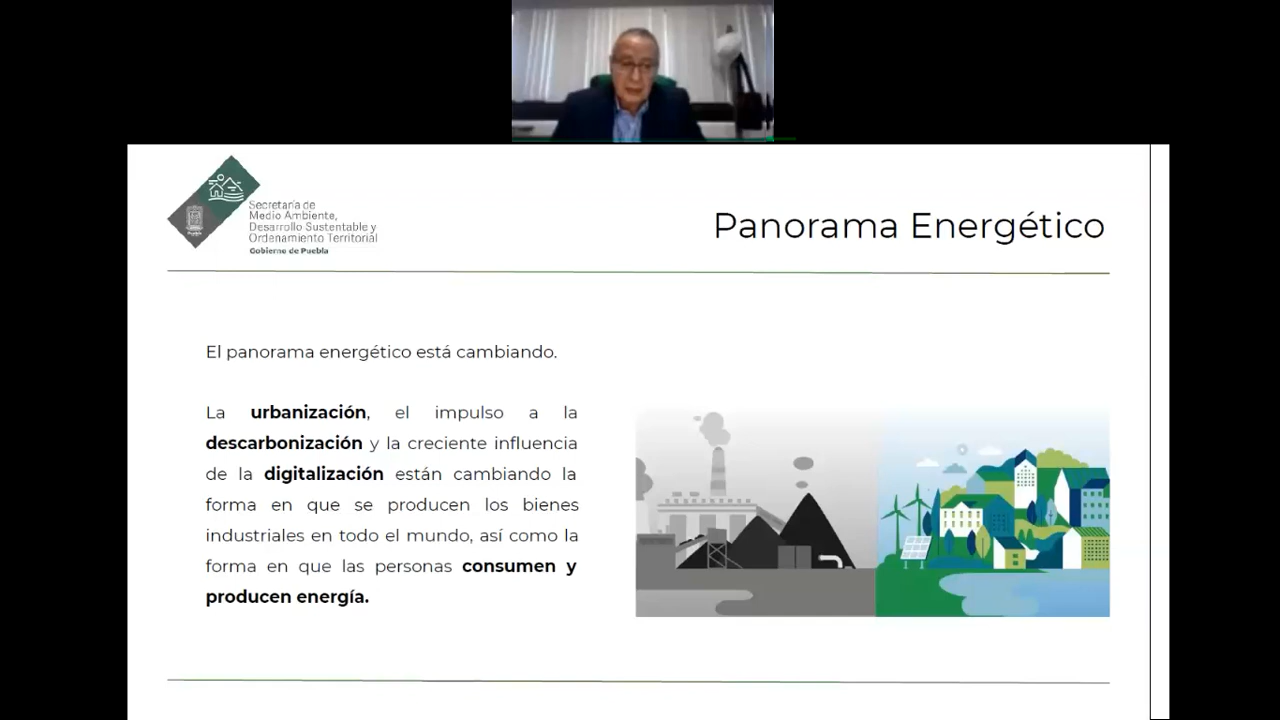 Secretaría de
Medio Ambiente,
Desarrollo Sustentable y
Ordenamiento Territorial
Gobierno de Puebla
Panorama Energético
El panorama energético está cambiando.
La urbanización, el impulso a la
descarbonización y la creciente influencia
de la digitalización están cambiando la
forma en que se producen los bienes
industriales en todo el mundo, así como la
forma en que las personas consumen y
producen energía.